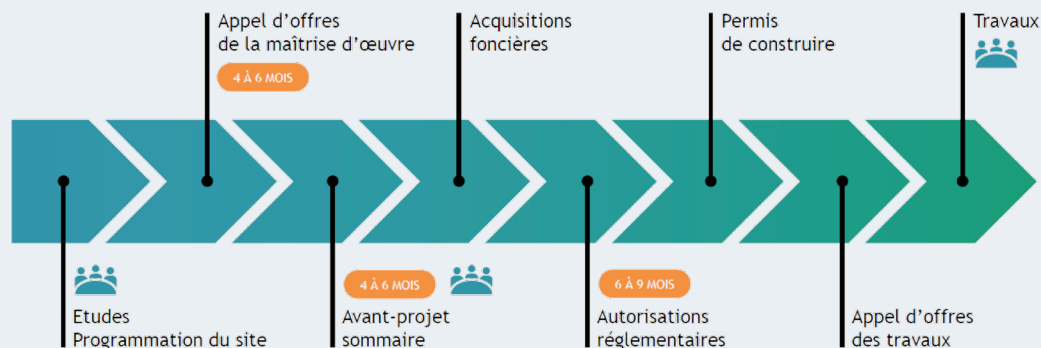 Appel d'offres
de la maîtrise d'œuvre
4 À 6 MOIS
Acquisitions
foncières
Permis
de construire
Travaux
Etudes
Programmation du site
4 À 6 MOIS
Avant-projet
sommaire
6 À 9 MOIS
Autorisations
réglementaires
Appel d'offres
des travaux